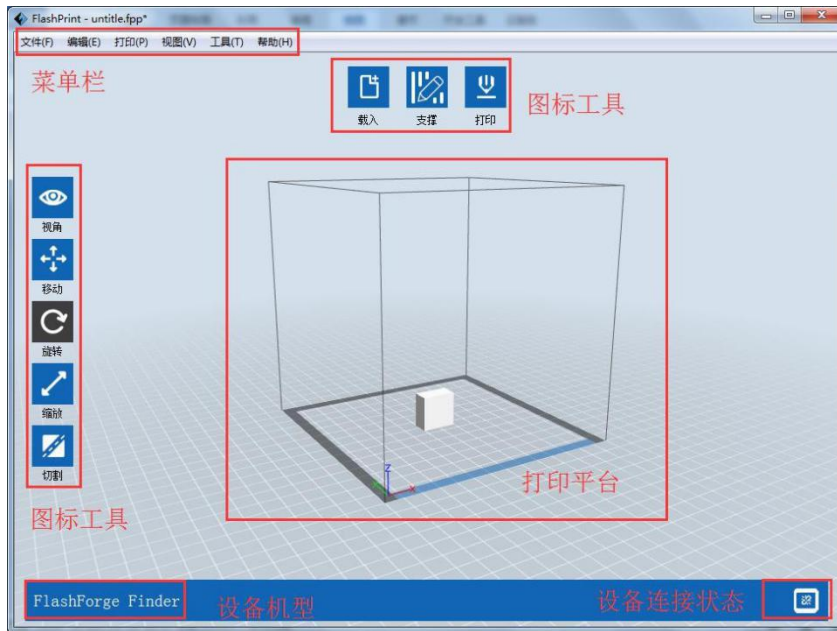 FlashPrint - untitle.fpp*
文件(F) 编辑(E) 打印(P) 视图(V) 工具(T) 帮助(H)
菜单栏
载入 支撑 打印
图标工具
视角
移动
旋转
缩放
切割
图标工具
Z
X
打印平台
FlashForge Finder
设备机型
设备连接状态